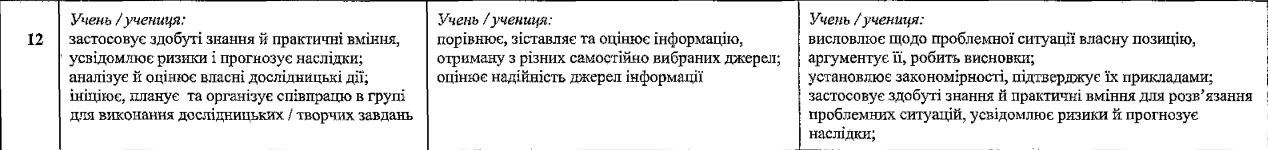 12
Учень / учениця:
застосовує здобуті знання й практичні вміння,
усвідомлює ризики і прогнозує наслідки;
аналізує й оцінює власні дослідницькі дії;
ініціює, планує та організує співпрацю в групі
для виконання дослідницьких / творчих завдань
Учень / учениця:
порівнює, зіставляє та оцінює інформацію,
отриману з різних самостійно вибраних джерел;
оцінює надійність джерел інформації
Учень / учениця:
висловлює щодо проблемної ситуації власну позицію,
аргументує її, робить висновки;
установлює закономірності, підтверджує їх прикладами;
застосовує здобуті знання й практичні вміння для розв’язання
проблемних ситуацій, усвідомлює ризики й прогнозує
наслідки;